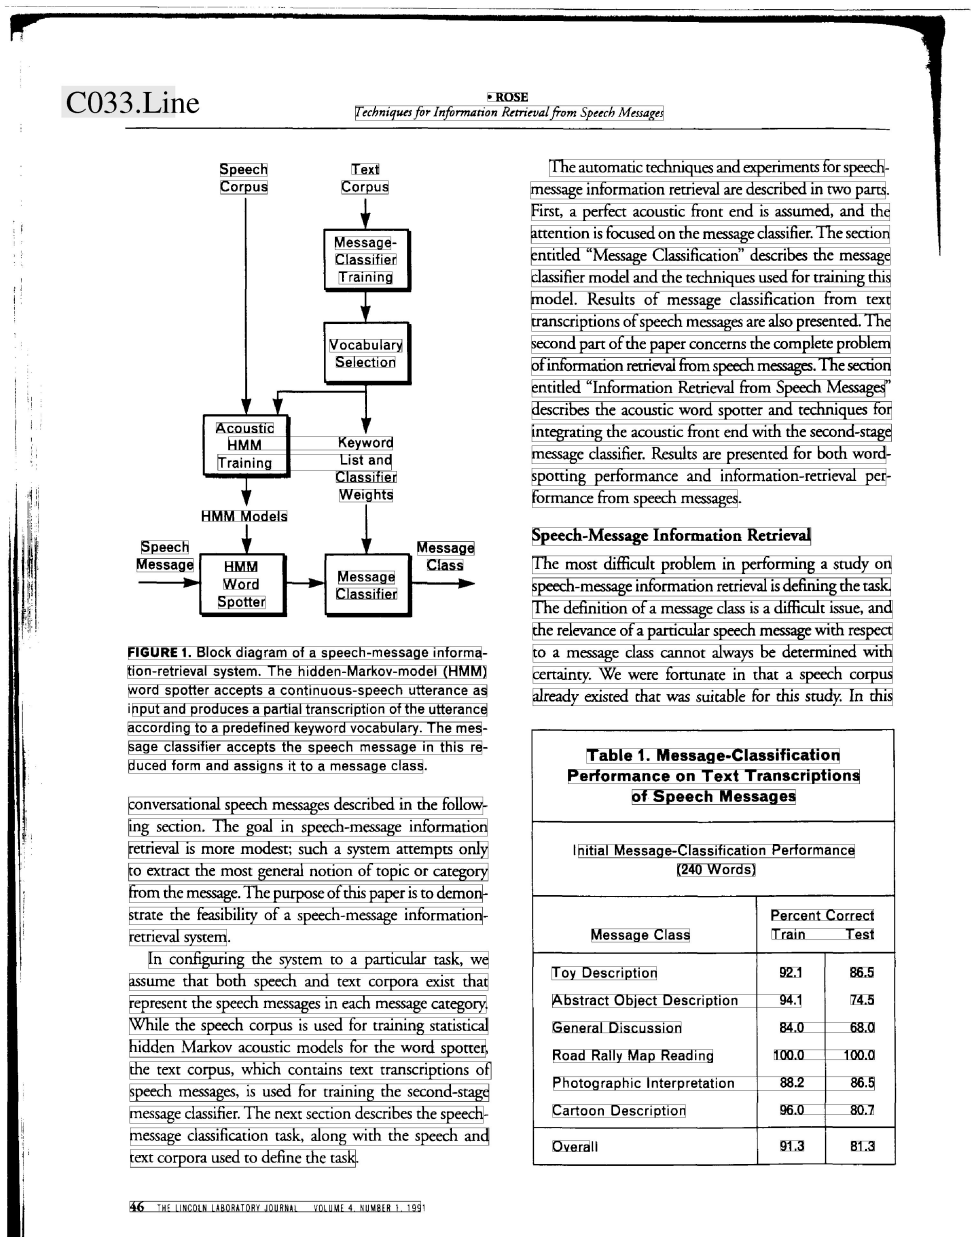 C033.Line
• ROSE
Techniques for Information Retrieval from Speech Messages
Speech
Corpus
Text
Corpus
Message-
Classifier
Training
Vocabulary
Selection
Acoustic
HMM
Training
Keyword
List and
Classifier
Weights
HMM Models
Speech
Message
HMM
Word
Spotter
Message
Classifier
Message
Class
FIGURE 1. Block diagram of a speech-message informa-
tion-retrieval system. The hidden-Markov-model (HMM)
word spotter accepts a continuous-speech utterance as
input and produces a partial transcription of the utterance
according to a predefined keyword vocabulary. The mes-
sage classifier accepts the speech message in this re-
duced form and assigns it to a message class.
conversational speech messages described in the follow-
ing section. The goal in speech-message information
retrieval is more modest; such a system attempts only
to extract the most general notion of topic or category
from the message. The purpose of this paper is to demon-
strate the feasibility of a speech-message information-
retrieval system.
In configuring the system to a particular task, we
assume that both speech and text corpora exist that
represent the speech messages in each message category.
While the speech corpus is used for training statistical
hidden Markov acoustic models for the word spotter,
the text corpus, which contains text transcriptions of
speech messages, is used for training the second-stage
message classifier. The next section describes the speech-
message classification task, along with the speech and
text corpora used to define the task.
The automatic techniques and experiments for speech-
message information retrieval are described in two parts.
First, a perfect acoustic front end is assumed, and the
attention is focused on the message classifier. The section
entitled “Message Classification” describes the message
classifier model and the techniques used for training this
model. Results of message classification from text
transcriptions of speech messages are also presented. The
second part of the paper concerns the complete problem
of information retrieval from speech messages. The section
entitled “Information Retrieval from Speech Messages”
describes the acoustic word spotter and techniques for
integrating the acoustic front end with the second-stage
message classifier. Results are presented for both word-
spotting performance and information-retrieval per-
formance from speech messages.
Speech-Message Information Retrieval
The most difficult problem in performing a study on
speech-message information retrieval is defining the task.
The definition of a message class is a difficult issue, and
the relevance of a particular speech message with respect
to a message class cannot always be determined with
certainty. We were fortunate in that a speech corpus
already existed that was suitable for this study. In this
Table 1. Message-Classification
Performance on Text Transcriptions
of Speech Messages
Initial Message-Classification Performance
(240 Words)
Percent Correct
Message Class Train Test
Toy Description 92.1 86.5
Abstract Object Description 94.1 74.5
General Discussion 84.0 68.0
Road Rally Map Reading 100.0 100.0
Photographic Interpretation 88.2 86.5
Cartoon Description 96.0 80.7
Overall 91.3 81.3
46 THE LINCOLN LABORATORY JOURNAL VOLUME 4, NUMBER 1, 1991